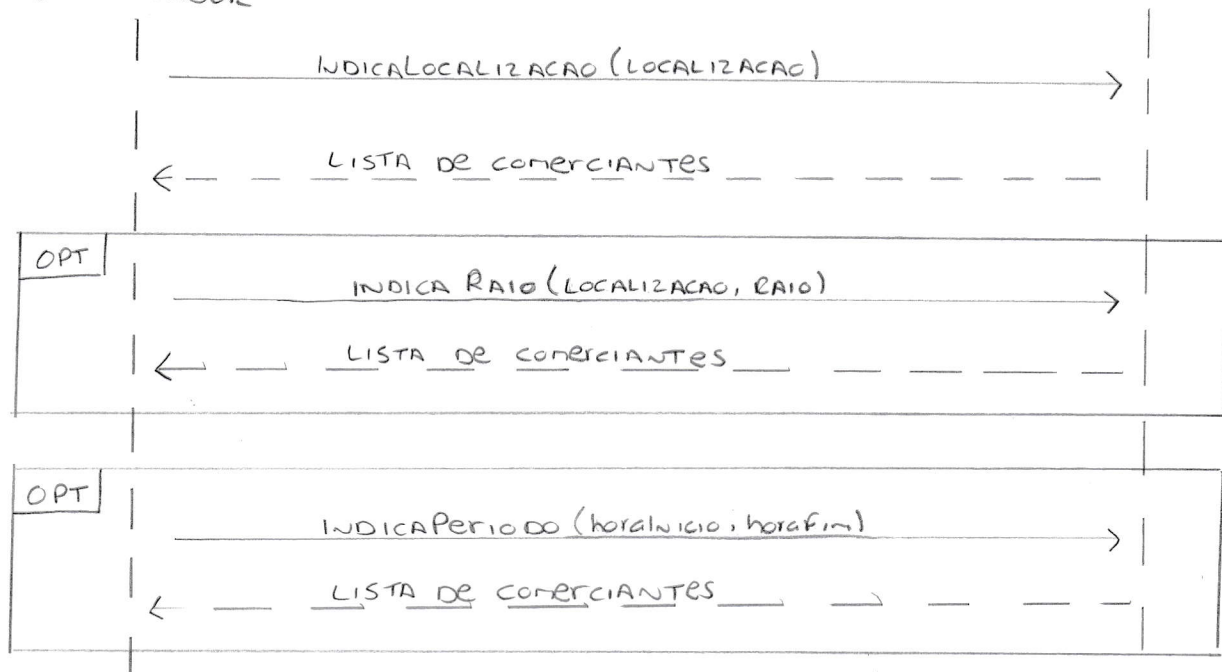 INDICALOCALIZACAO (LOCALIZACAO)
LISTA DE COMERCIANTES
OPT
INDICA RAIO (LOCALIZACAO, RAIO)
LISTA DE COMERCIANTES
OPT
INDICAPERIODO (horaINICIO, horaFim)
LISTA DE COMERCIANTES